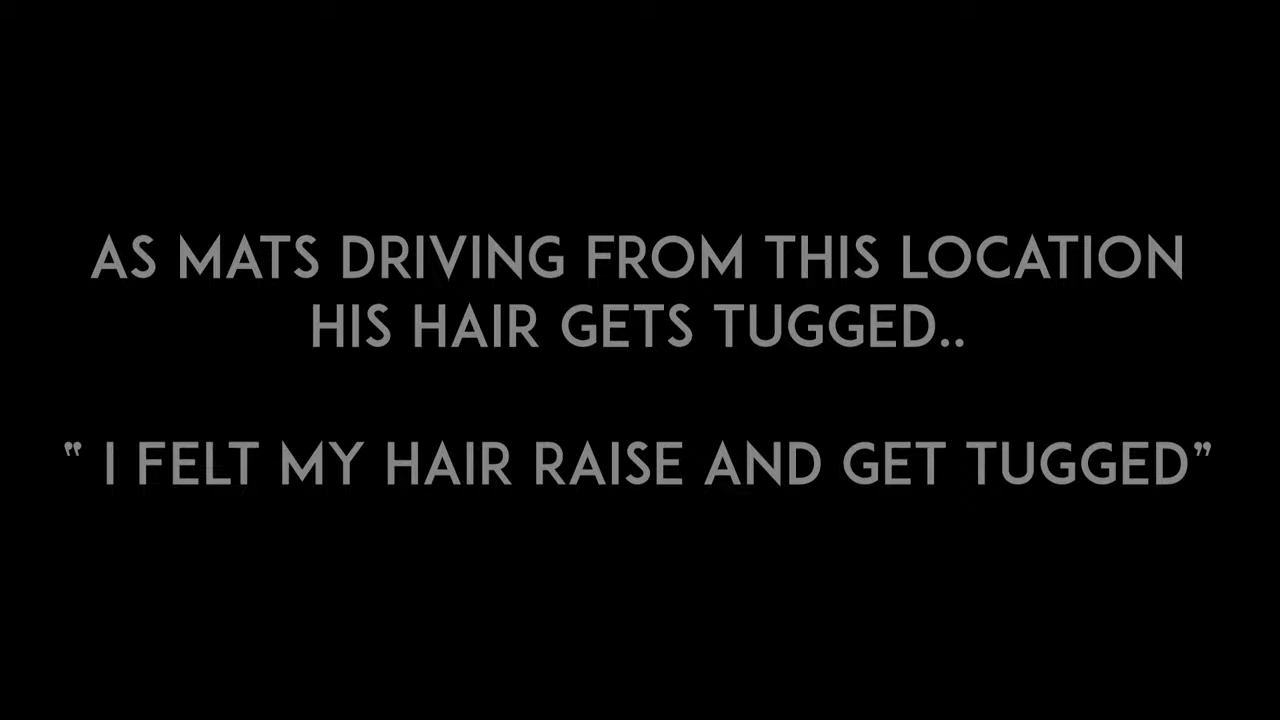 AS MATS DRIVING FROM THIS LOCATION
HIS HAIR GETS TUGGED..
" I FELT MY HAIR RAISE AND GET TUGGED”